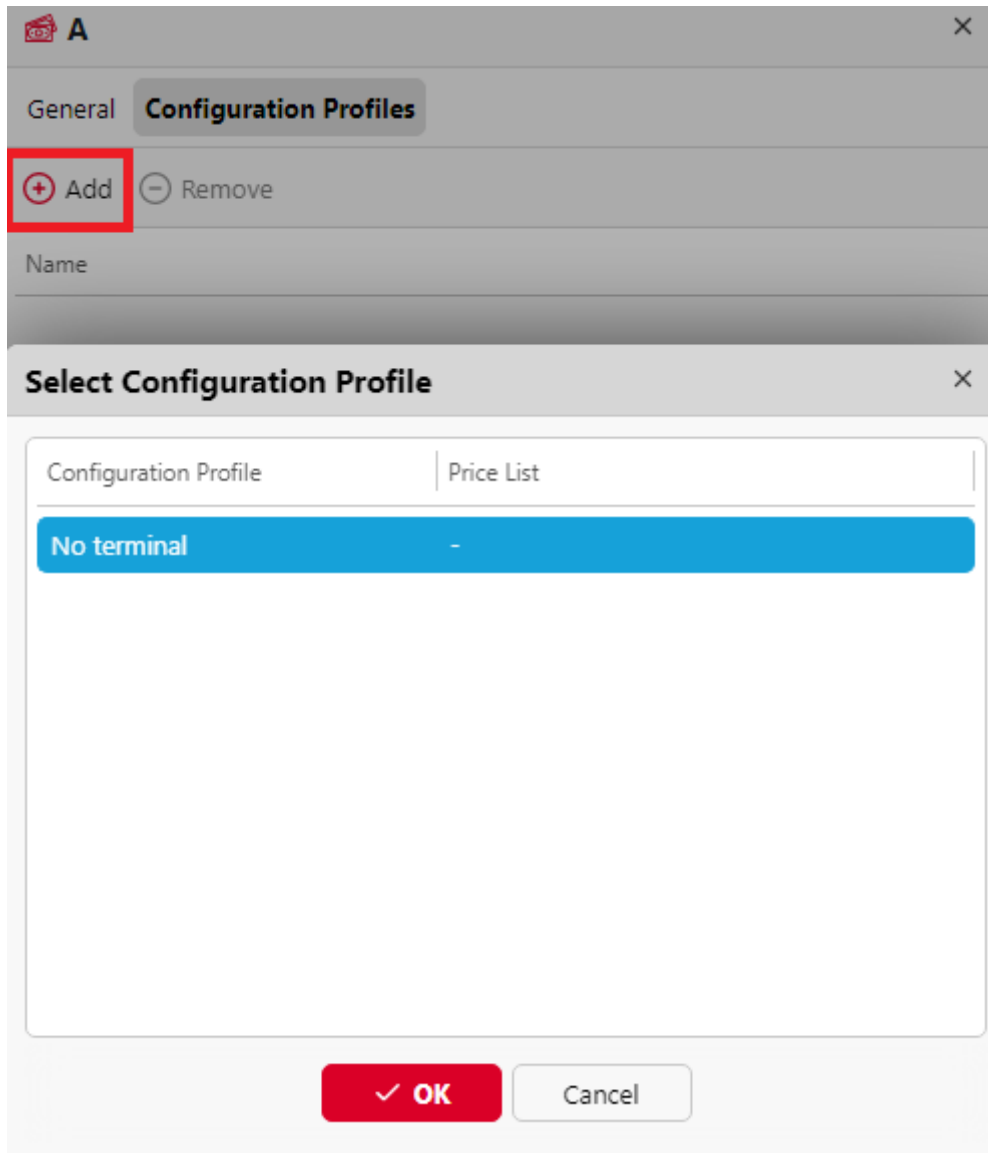 A
General Configuration Profiles
Add Remove
Name
Select Configuration Profile
Configuration Profile Price List
No terminal -
OK Cancel